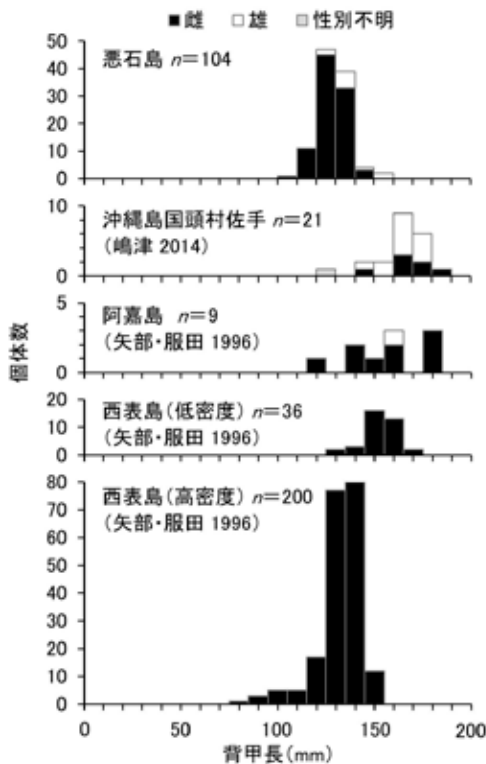 ■雌 □雄 □性別不明
50
40
30
20
10
0
悪石島 n=104
10
5
0
沖縄島国頭村佐手 n=21
(嶋津 2014)
5
0
阿嘉島 n=9
(矢部・服田 1996)
20
10
0
西表島(低密度) n=36
(矢部・服田 1996)
80
70
60
50
40
30
20
10
0
西表島(高密度) n=200
(矢部・服田 1996)
個体数
0 50 100 150 200
背甲長(mm)